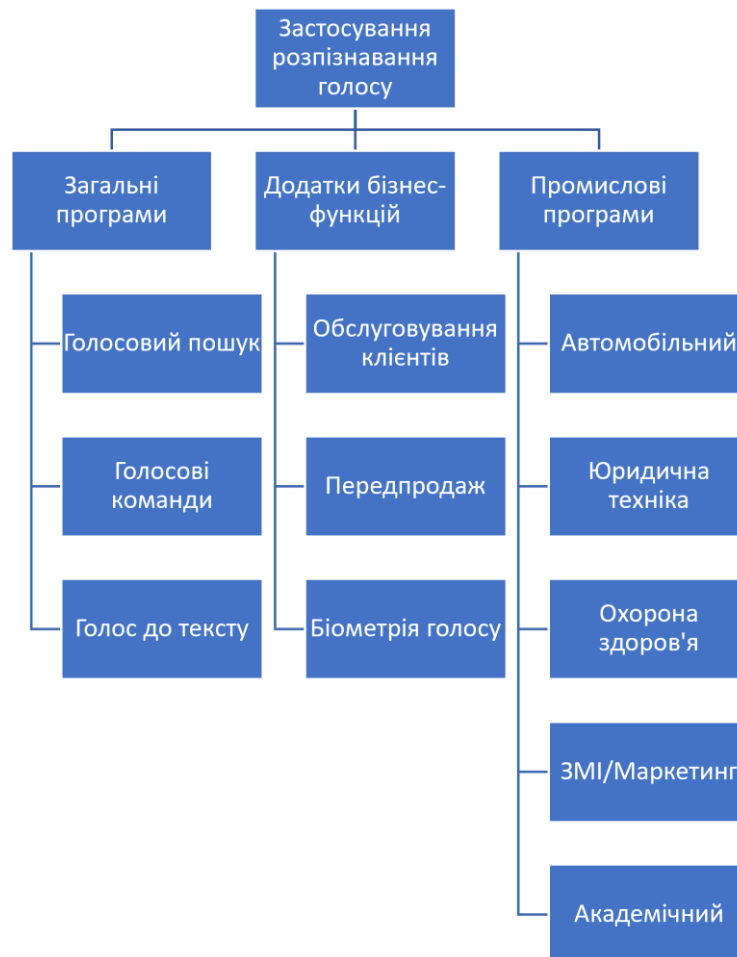 Застосування
розпізнавання
голосу
Загальні
програми
Додатки бізнес-
функцій
Промислові
програми
Голосовий пошук
Обслуговування
клієнтів
Автомобільний
Голосові
команди
Передпродаж
Юридична
техніка
Голос до тексту
Біометрія голосу
Охорона
здоров'я
ЗМІ/Маркетинг
Академічний